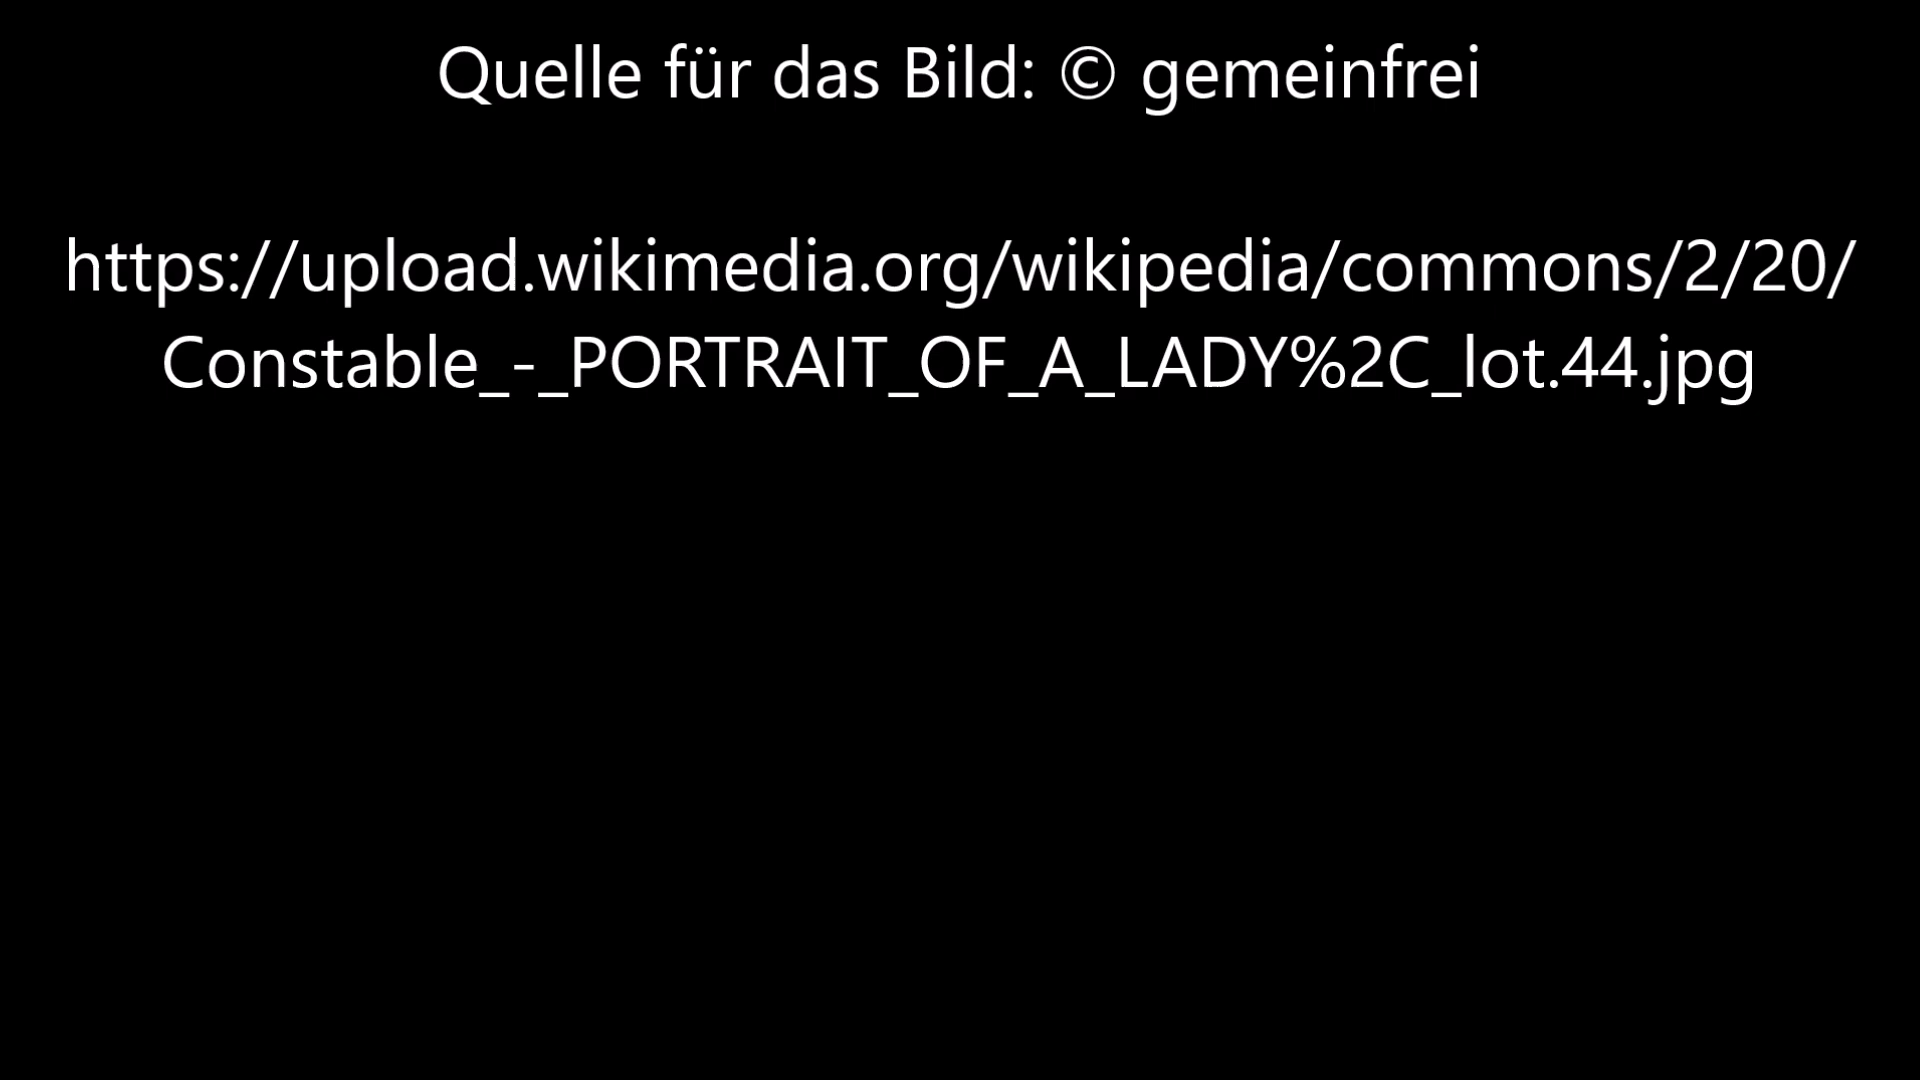 Quelle für das Bild: © gemeinfrei
https://upload.wikimedia.org/wikipedia/commons/2/20/
Constable_-_PORTRAIT_OF_A_LADY%2C_lot.44.jpg